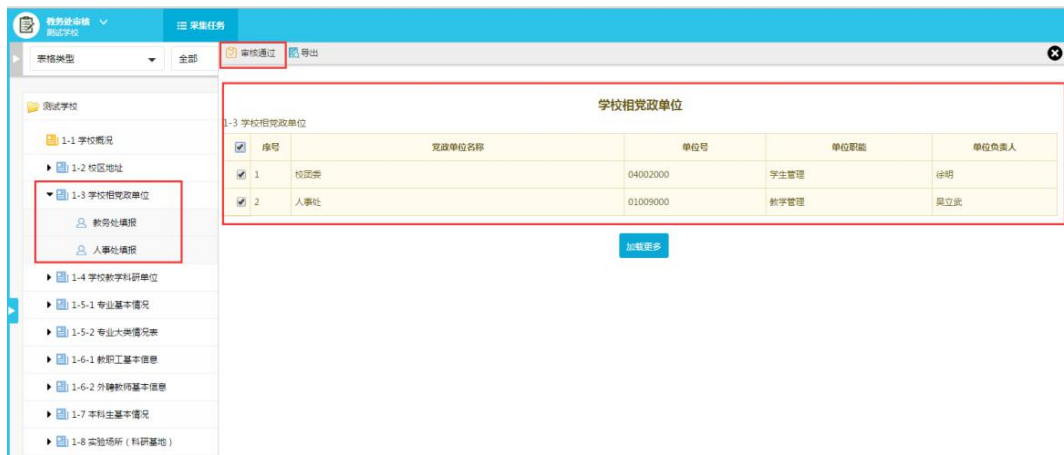 教务处审核
测试学校
采集任务
表格类型
全部
审核通过
导出
测试学校
1-1 学校概况
1-2 校区地址
1-3 学校相党政单位
教务处填报
人事处填报
1-4 学校教学科研单位
1-5-1 专业基本情况
1-5-2 专业大类情况表
1-6-1 教职工基本信息
1-6-2 外聘教师基本信息
1-7 本科生基本情况
1-8 实验场所（科研基地）
学校相党政单位
1-3 学校相党政单位
序号 党政单位名称 单位号 单位职能 单位负责人
1 校团委 04002000 学生管理 徐明
2 人事处 01009000 教学管理 吴立武
加载更多